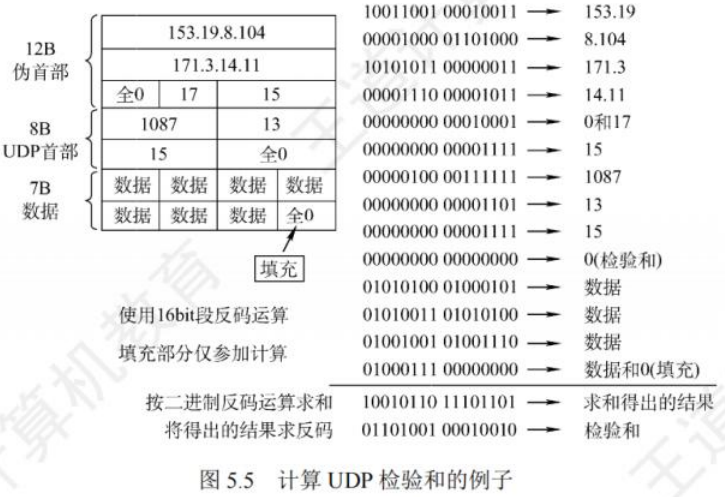 12B
伪首部
153.19.8.104
171.3.14.11
全0 17 15
8B
UDP首部
1087 13
15 全0
7B
数据
数据 数据 数据 数据
数据 数据 数据 全0
填充
使用16bit段反码运算
填充部分仅参加计算
10011001 00010011 → 153.19
00001000 01101000 → 8.104
10101011 00000011 → 171.3
00001110 00001011 → 14.11
00000000 00010001 → 0和17
00000000 00001111 → 15
00000100 00111111 → 1087
00000000 00001101 → 13
00000000 00001111 → 15
00000000 00000000 → 0(检验和)
01010100 01000101 → 数据
01010011 01010100 → 数据
01001001 01001110 → 数据
01000111 00000000 → 数据和0(填充)
按二进制反码运算求和 10010110 11101101 → 求和得出的结果
将得出的结果求反码 01101001 00010010 → 检验和
图 5.5 计算 UDP 检验和的例子